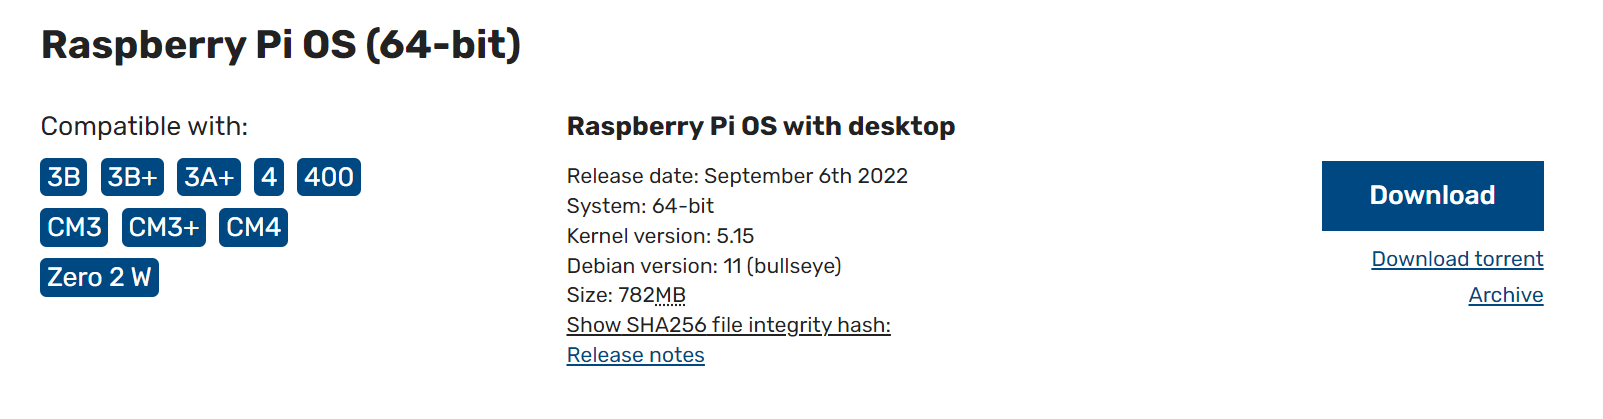 Raspberry Pi OS (64-bit)
Compatible with:
3B 3B+ 3A+ 4 400
CM3 CM3+ CM4
Zero 2 W
Raspberry Pi OS with desktop
Release date: September 6th 2022
System: 64-bit
Kernel version: 5.15
Debian version: 11 (bullseye)
Size: 782MB
Show SHA256 file integrity hash:
Release notes
Download
Download torrent
Archive